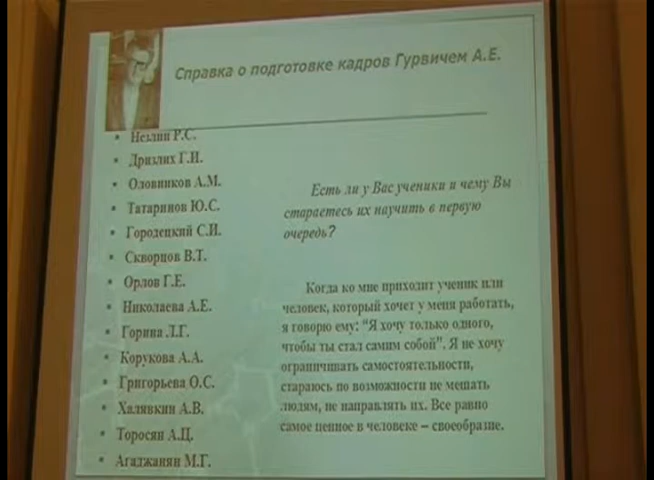 Справка о подготовке кадров Гурвичем А.Е.
• Незлин Р.С.
• Дризлих Г.И.
• Оловников А.М.
• Татаринов Ю.С.
• Городецкий С.И.
• Скворцов В.Т.
• Орлов Г.Е.
• Николаева А.Е.
• Горина Л.Г.
• Корукова А.А.
• Григорьева О.С.
• Халявкин А.В.
• Торосян А.Ц.
• Агаджанян М.Г.
Есть ли у Вас ученики и чему Вы
стараетесь их научить в первую
очередь?
Когда ко мне приходит ученик или
человек, который хочет у меня работать,
я говорю ему: “Я хочу только одного,
чтобы ты стал самим собой”. Я не хочу
ограничивать самостоятельности,
стараюсь по возможности не мешать
людям, не направлять их. Все равно
самое ценное в человеке – своеобразие.